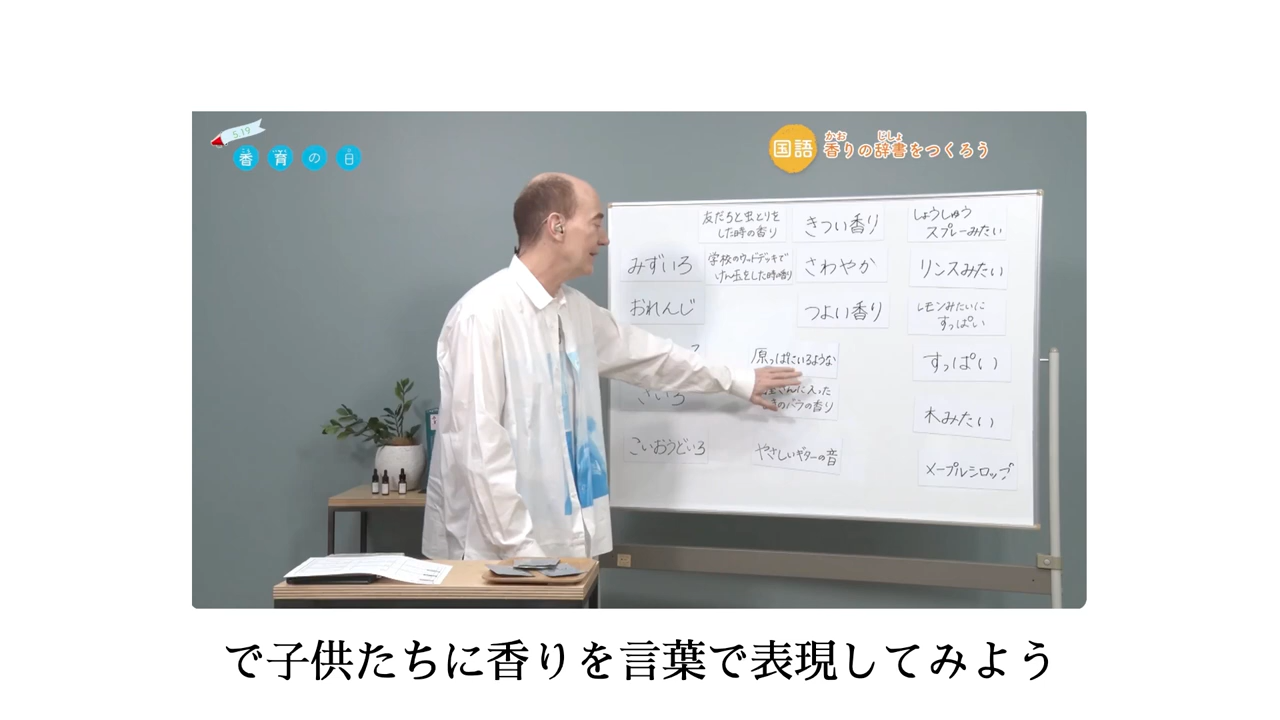 5.19
香育の日
国語
香りの辞書をつくろう
かお
じしょ
友だちと虫とりを
した時の香り
きつい香り
しょうしゅう
スプレーみたい
みずいろ
学校のウッドデッキで
けん玉をした時の香り
さわやか
リンスみたい
おれんじ
つよい香り
レモンみたいに
すっぱい
原っぱにいるような
すっぱい
さんに入った
のバラの香り
木みたい
こいおうどいろ
やさしいギターの音
メープルシロップ
で子供たちに香りを言葉で表現してみよう